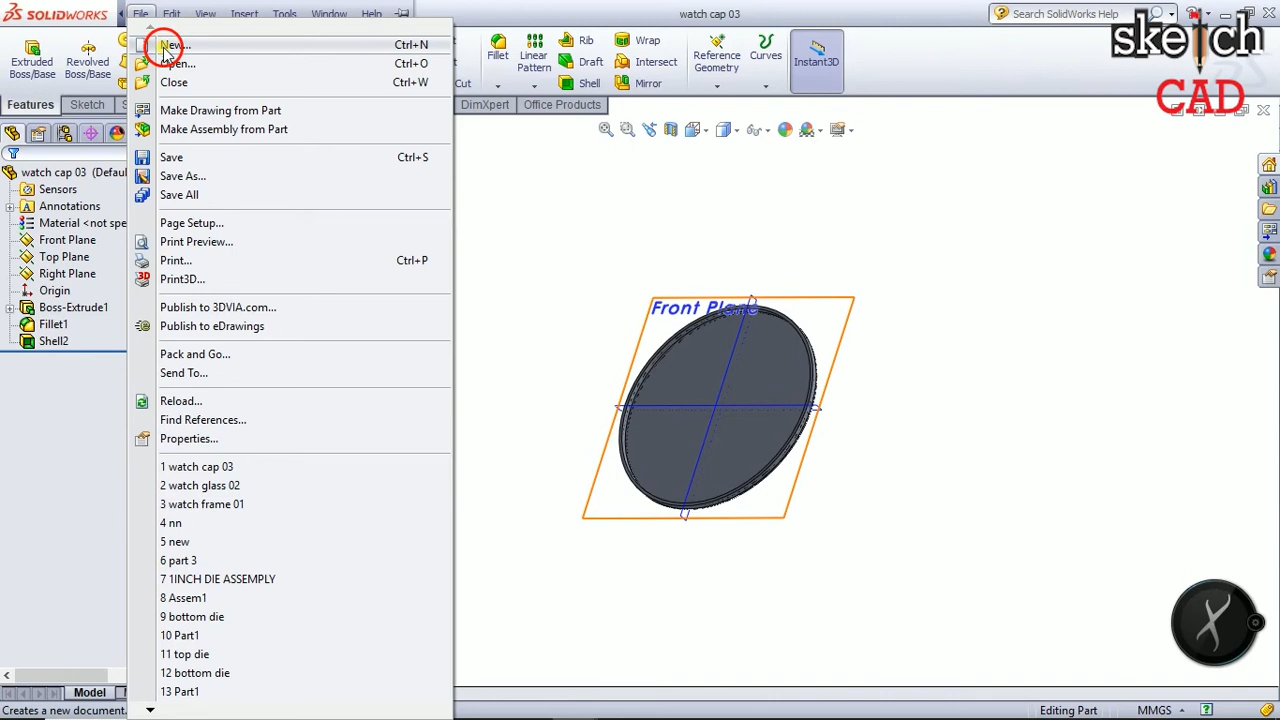 SOLIDWORKS File Edit View Insert Tools Window Help watch cap 03 Search SolidWorks Help
sketch
CAD
Extruded Boss/Base
Revolved Boss/Base
Cut
Fillet
Linear Pattern
Rib
Draft
Shell
Wrap
Intersect
Mirror
Reference Geometry
Curves
Instant3D
Features Sketch S DimXpert Office Products
New... Ctrl+N
Open... Ctrl+O
Close Ctrl+W
Make Drawing from Part
Make Assembly from Part
Save Ctrl+S
Save As...
Save All
Page Setup...
Print Preview...
Print... Ctrl+P
Print3D...
Publish to 3DVIA.com...
Publish to eDrawings
Pack and Go...
Send To...
Reload...
Find References...
Properties...
1 watch cap 03
2 watch glass 02
3 watch frame 01
4 nn
5 new
6 part 3
7 1INCH DIE ASSEMPLY
8 Assem1
9 bottom die
10 Part1
11 top die
12 bottom die
13 Part1
watch cap 03 (Defau
Sensors
Annotations
Material <not spe
Front Plane
Top Plane
Right Plane
Origin
Boss-Extrude1
Fillet1
Shell2
Front Plane
Model
Creates a new document. Editing Part MMGS